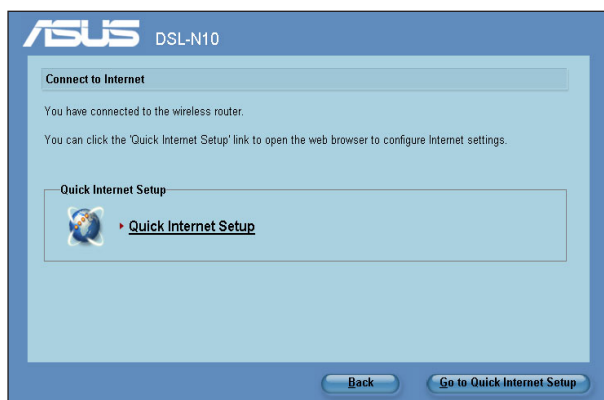 ASUS DSL-N10
Connect to Internet
You have connected to the wireless router.
You can click the 'Quick Internet Setup' link to open the web browser to configure Internet settings.
Quick Internet Setup
Quick Internet Setup
Back
Go to Quick Internet Setup